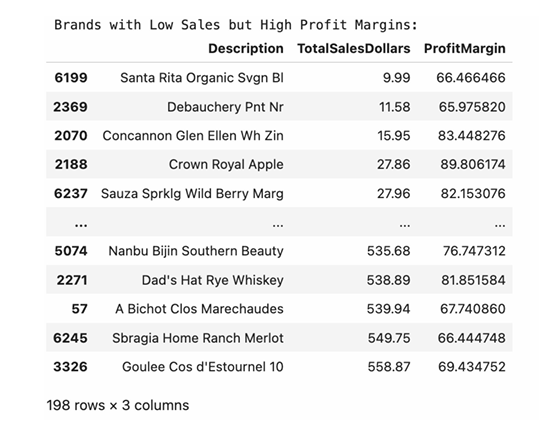 Brands with Low Sales but High Profit Margins:
Description TotalSalesDollars ProfitMargin
6199 Santa Rita Organic Svgn Bl 9.99 66.466466
2369 Debauchery Pnt Nr 11.58 65.975820
2070 Concannon Glen Ellen Wh Zin 15.95 83.448276
2188 Crown Royal Apple 27.86 89.806174
6237 Sauza Sprklg Wild Berry Marg 27.96 82.153076
... ... ... ...
5074 Nanbu Bijin Southern Beauty 535.68 76.747312
2271 Dad's Hat Rye Whiskey 538.89 81.851584
57 A Bichot Clos Marechaudes 539.94 67.740860
6245 Sbragia Home Ranch Merlot 549.75 66.444748
3326 Goulee Cos d'Estournel 10 558.87 69.434752
198 rows × 3 columns